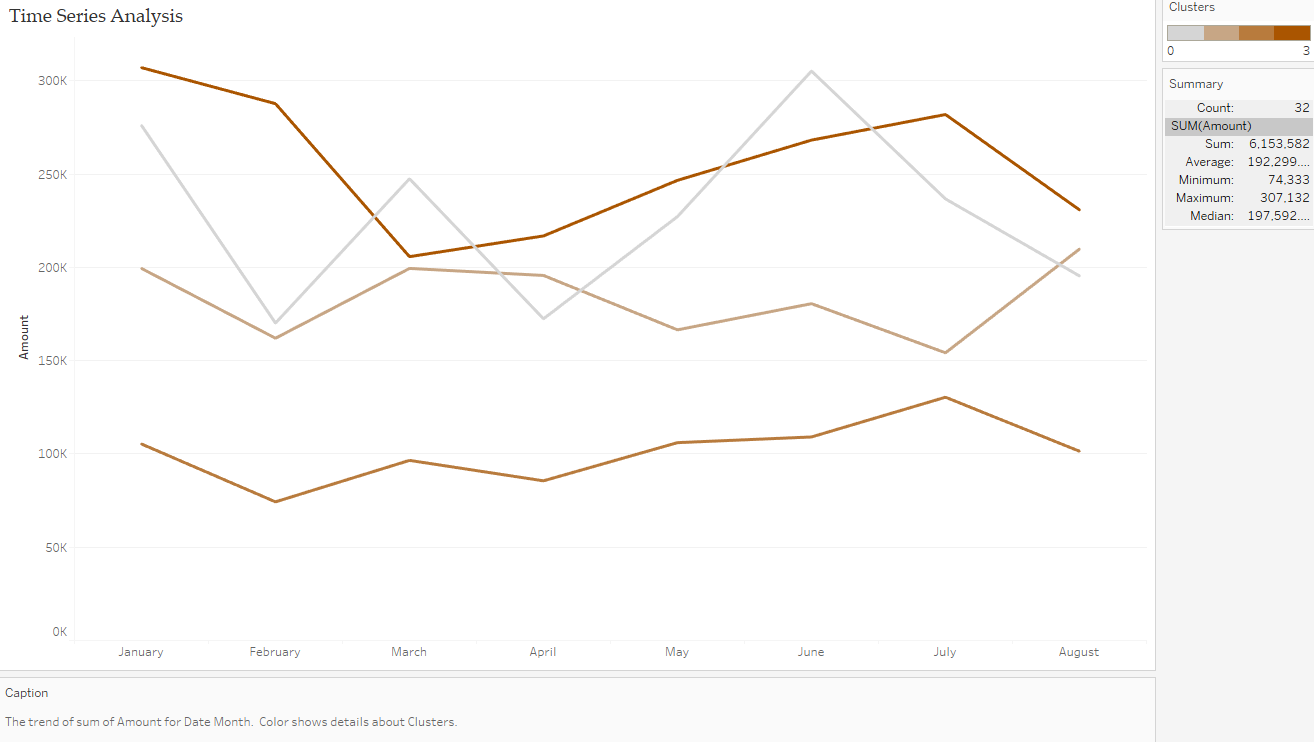 Time Series Analysis
Clusters
0 3
Summary
Count: 32
SUM(Amount)
Sum: 6,153,582
Average: 192,299....
Minimum: 74,333
Maximum: 307,132
Median: 197,592....
Amount
300K
250K
200K
150K
100K
50K
0K
January February March April May June July August
Caption
The trend of sum of Amount for Date Month. Color shows details about Clusters.